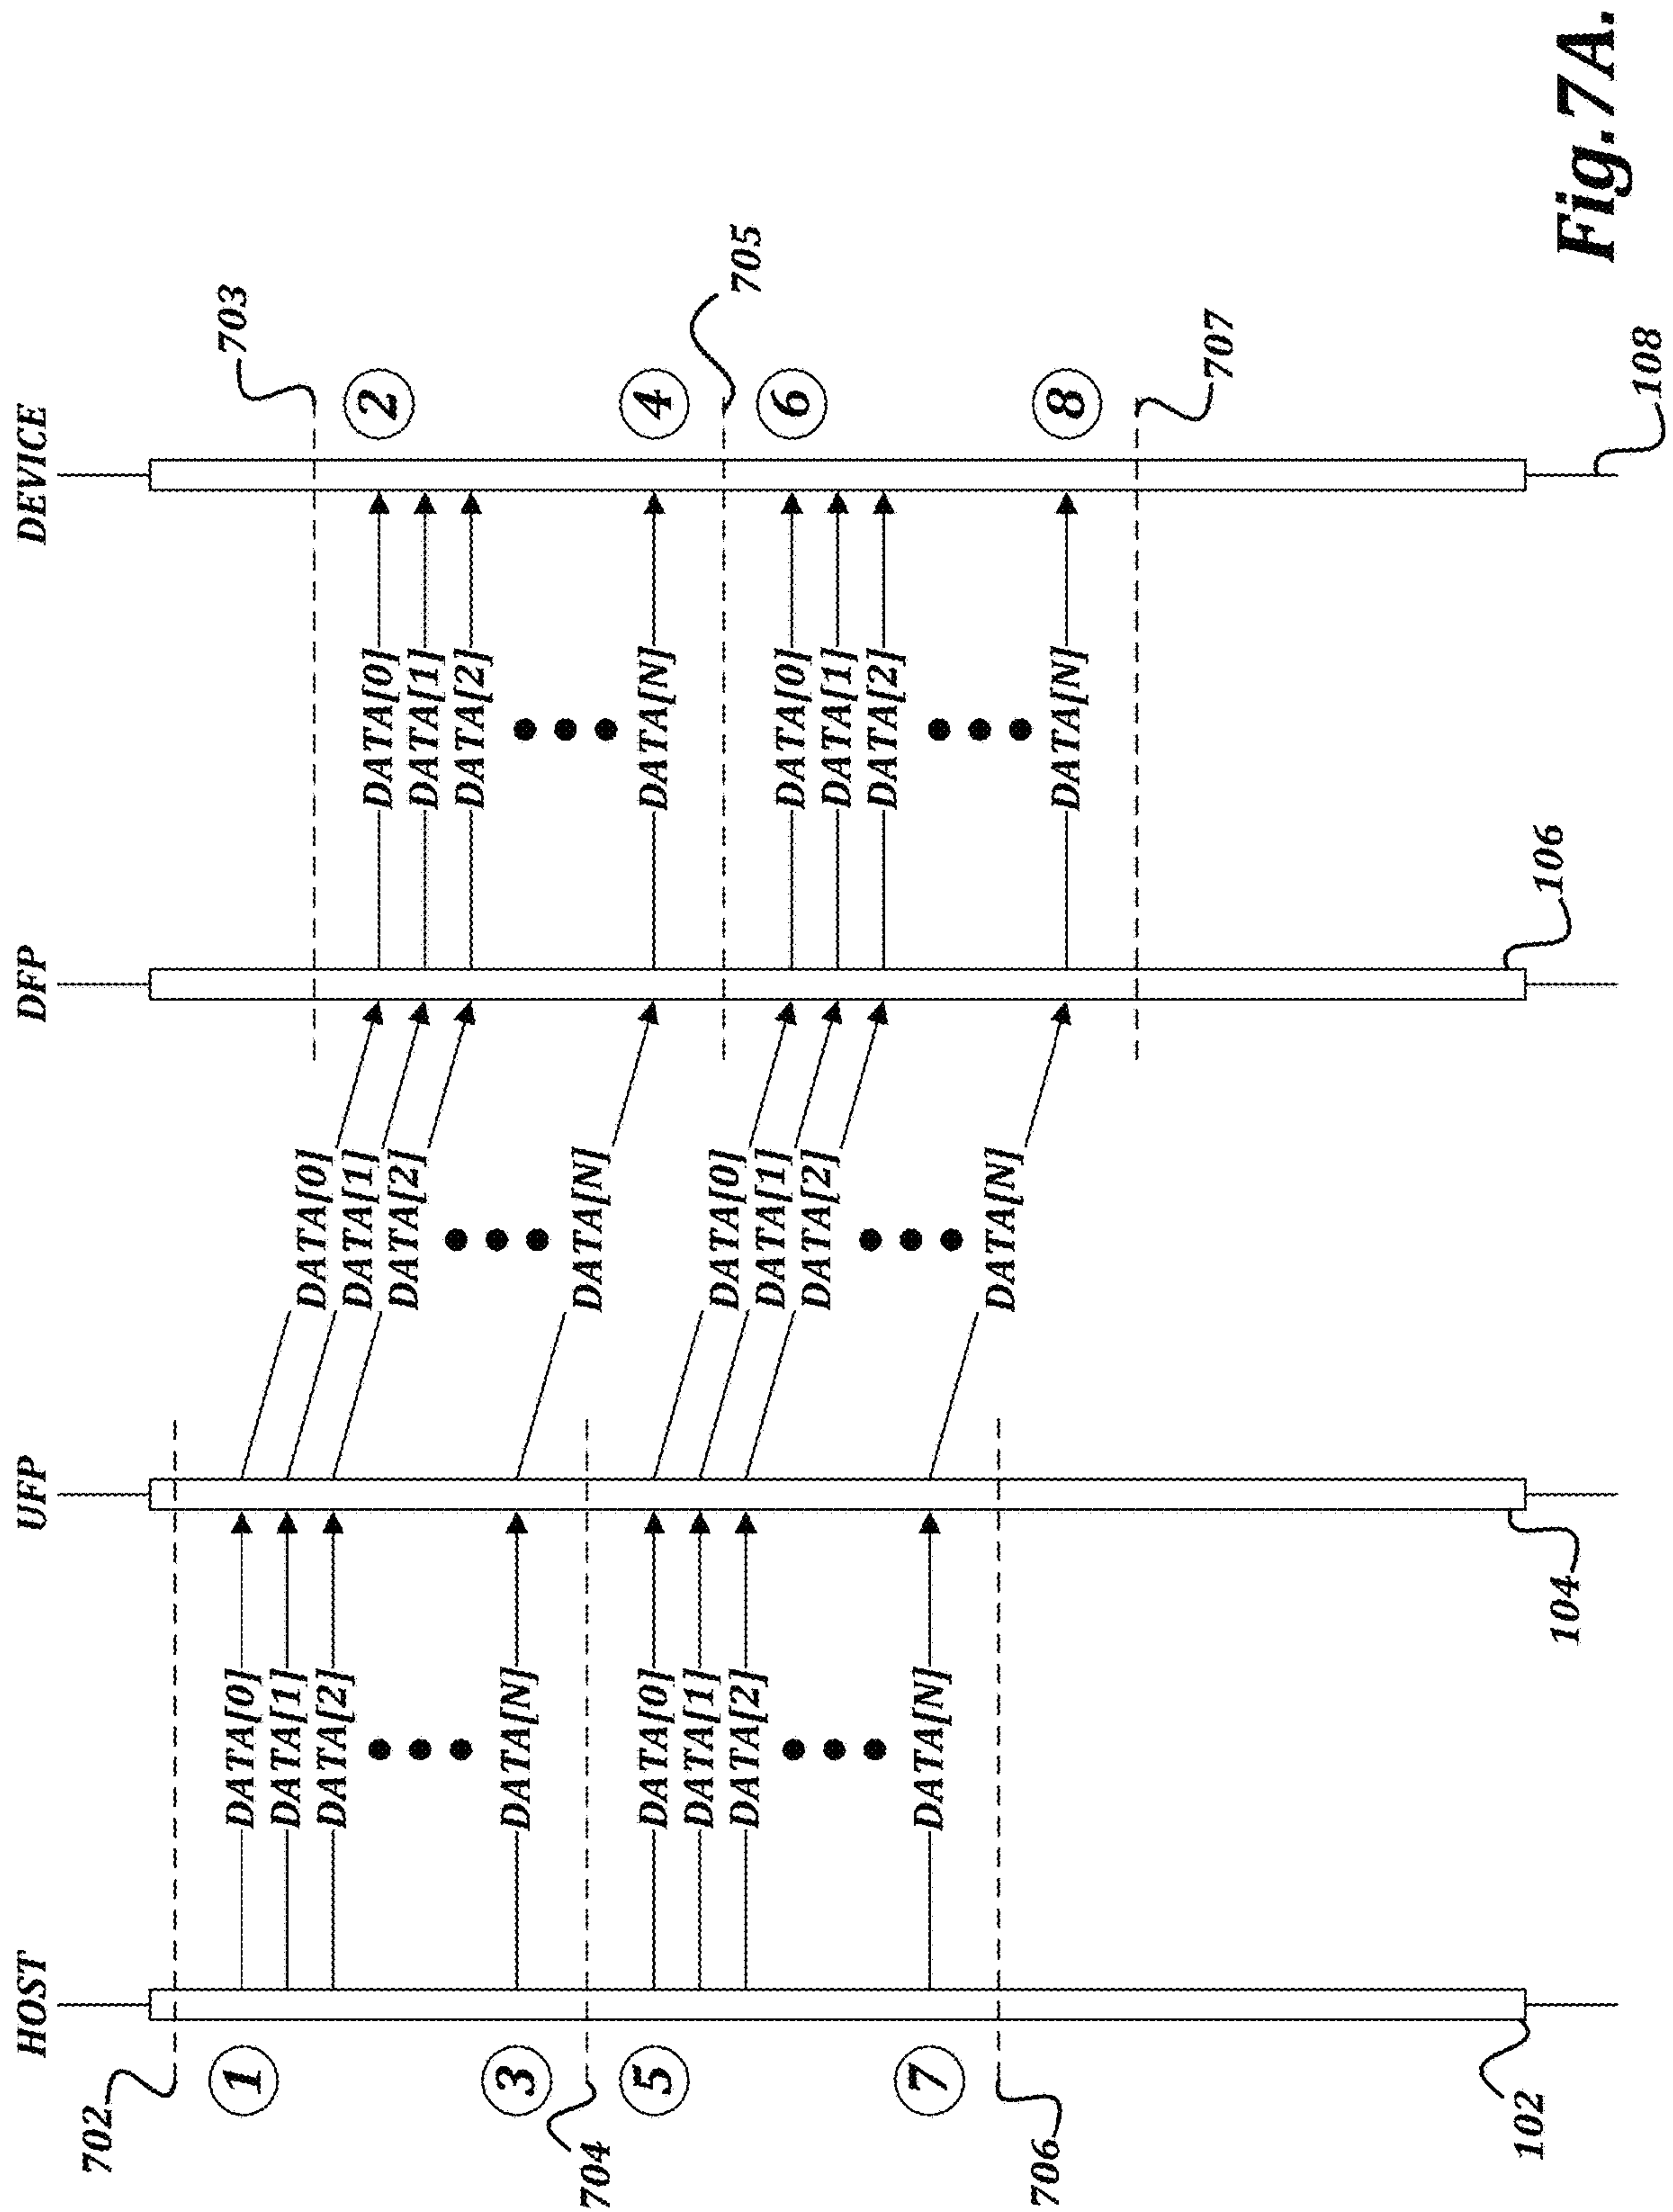 HOST
UFP
DFP
DEVICE
702
1
DATA[0]
DATA[1]
DATA[2]
3
DATA[N]
704
5
DATA[0]
DATA[1]
DATA[2]
7
DATA[N]
706
102
DATA[0]
DATA[1]
DATA[2]
DATA[N]
DATA[0]
DATA[1]
DATA[2]
DATA[N]
104
703
DATA[0]
2
DATA[1]
DATA[2]
DATA[N]
4
705
DATA[0]
6
DATA[1]
DATA[2]
DATA[N]
8
707
106
108
Fig.7A.